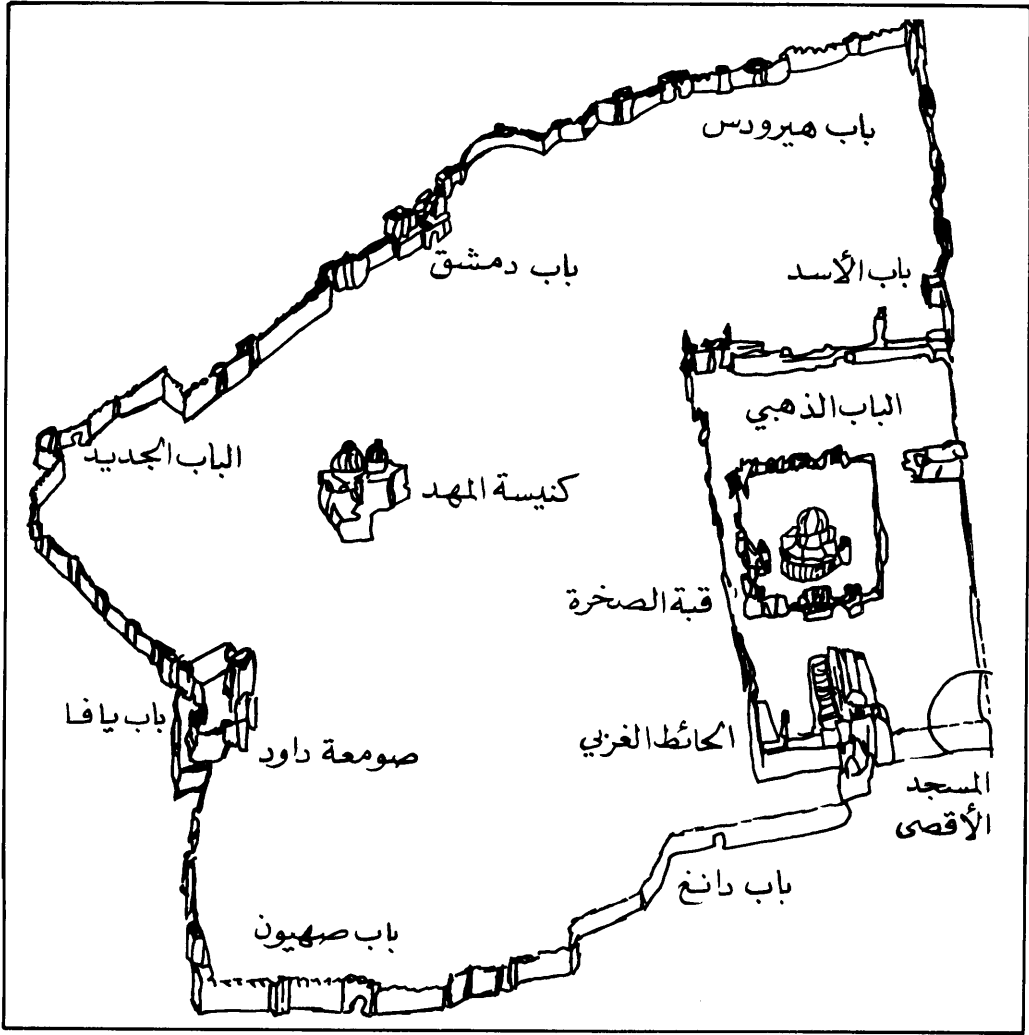 باب هيرودس
باب دمشق
باب الأسد
الباب الذهبي
الباب الجديد
كنيسة المهد
قبة الصخرة
باب يافا
الحائط الغربي
صومعة داود
المسجد
الأقصى
باب دانغ
باب صهيون